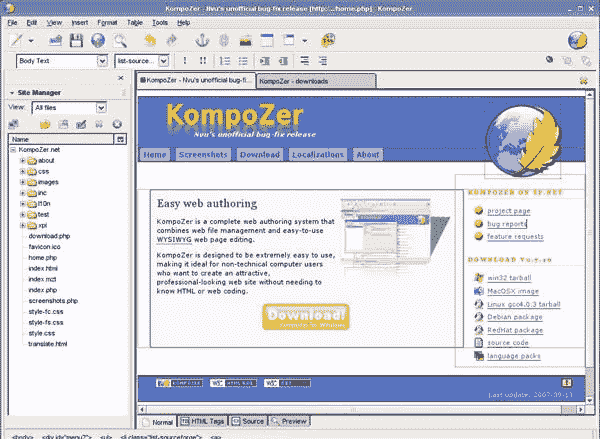 KompoZer - Nvu's unofficial bug-fix release [http:...home.php] - KompoZer
File Edit View Insert Format Table Tools Help
Body Text
list-source...
Site Manager
KompoZer - Nvu's unofficial bug-fi...
KompoZer - downloads
View: All files
Name
KompoZer.net
about
css
images
inc
l10n
test
xpi
download.php
favicon.ico
home.php
index.html
index.mzt
index.php
screenshots.php
style-fc.css
style-fs.css
style.css
translate.html
KompoZer
Nvu's unofficial bug-fix release
Home Screenshots Download Localizations About
Easy web authoring
KompoZer is a complete web authoring system that
combines web file management and easy-to-use
WYSIWYG web page editing.
KompoZer is designed to be extremely easy to use,
making it ideal for non-technical computer users
who want to create an attractive,
professional-looking web site without needing to
know HTML or web coding.
Download!
KOMPOZER ON SF.NET
project page
bug reports
feature requests
DOWNLOAD V0.7.10
win32 tarball
MacOSX image
Linux gcc4.0.3 tarball
Debian package
RedHat package
source code
language packs
Last update: 2007-09-11
Normal HTML Tags Source Preview
<body> <div id="menu2"> <ul> <li class="list-sourceforge"> <a>